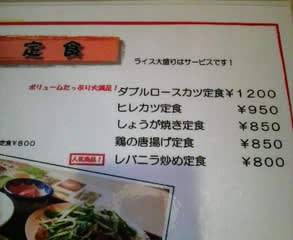 定食
ライス大盛りはサービスです!
ボリュームたっぷり大満足!
ダブルロースカツ定食¥1200
ヒレカツ定食 ¥950
しょうが焼き定食 ¥850
鶏の唐揚げ定食 ¥850
定食¥800
人気商品!
レバニラ炒め定食 ¥800